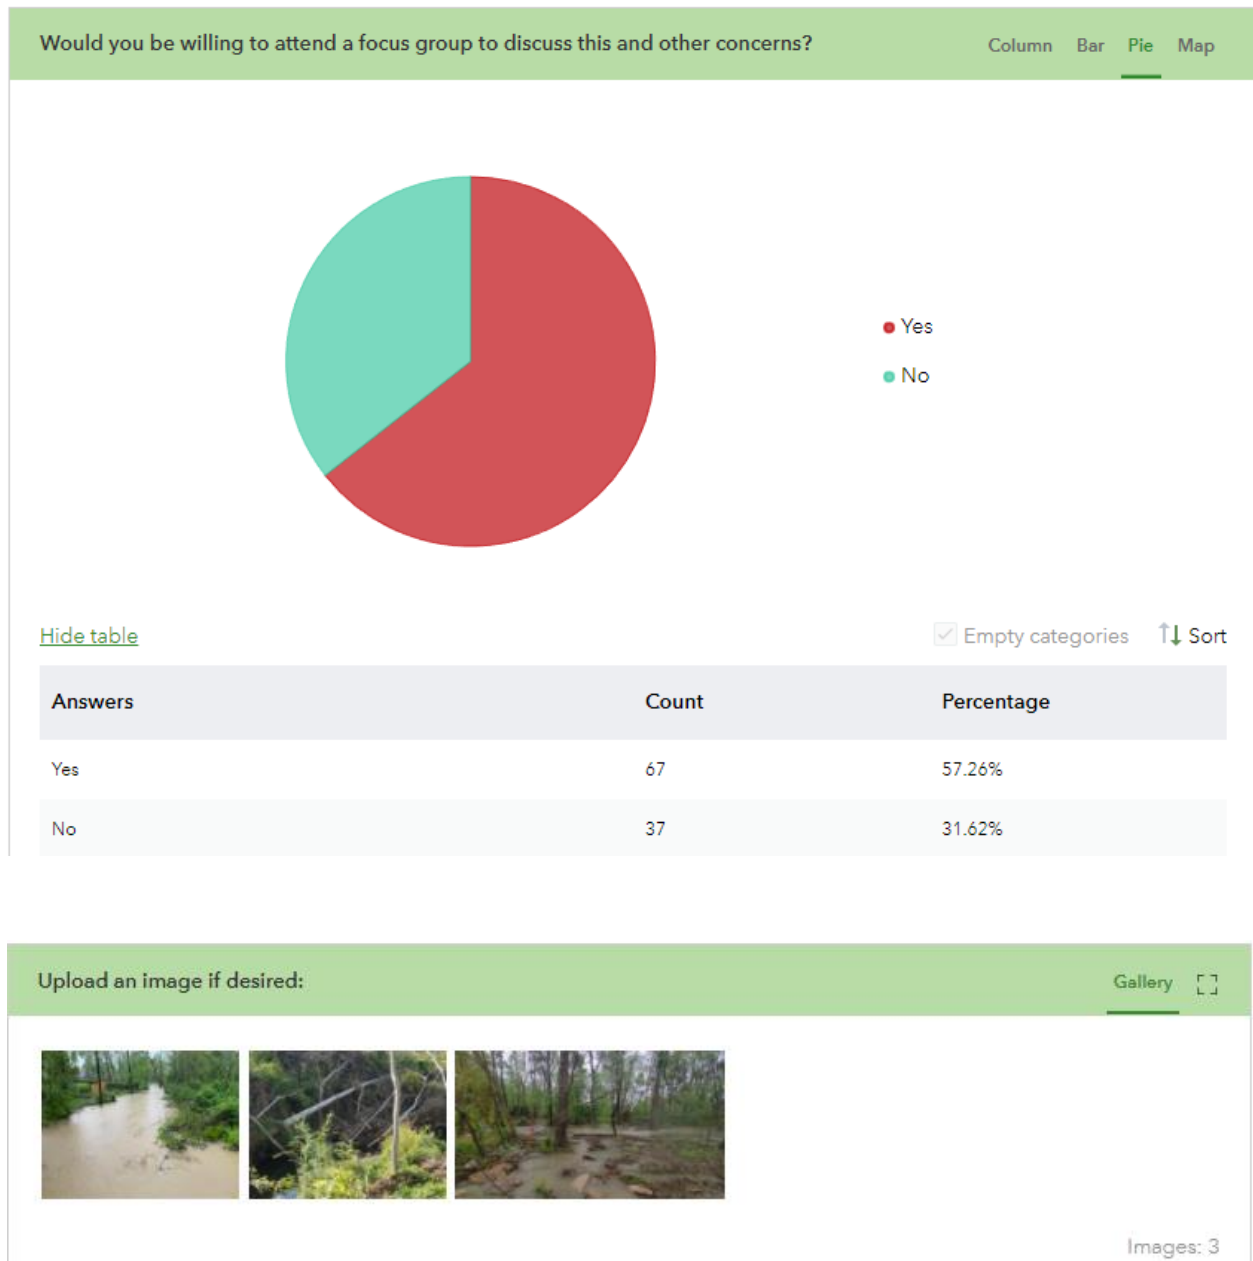 Would you be willing to attend a focus group to discuss this and other concerns?
Column Bar Pie Map
Yes
No
Hide table
Empty categories Sort
Answers Count Percentage
Yes 67 57.26%
No 37 31.62%
Upload an image if desired:
Gallery
Images: 3